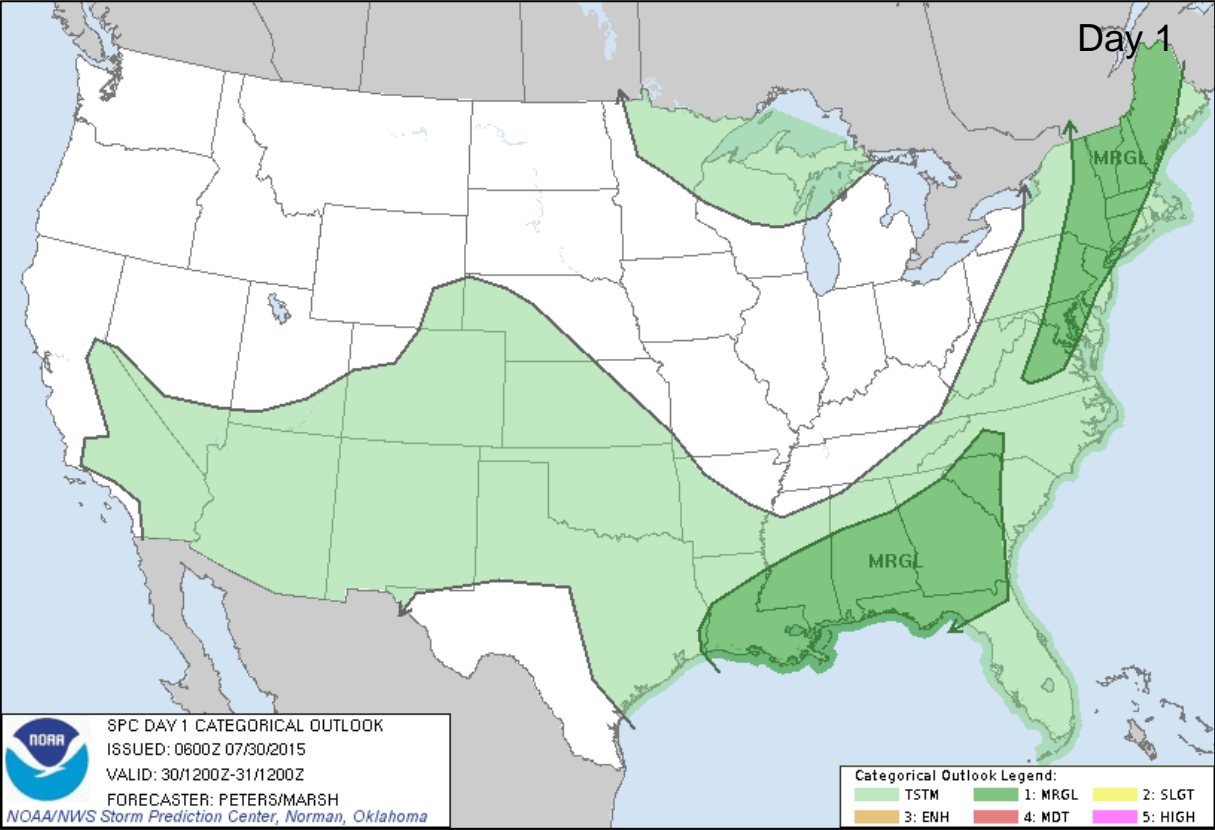 Day 1
MRGL
MRGL
NOAA
SPC DAY 1 CATEGORICAL OUTLOOK
ISSUED: 0600Z 07/30/2015
VALID: 30/1200Z-31/1200Z
FORECASTER: PETERS/MARSH
NOAA/NWS Storm Prediction Center, Norman, Oklahoma
Categorical Outlook Legend:
TSTM 1: MRGL 2: SLGT
3: ENH 4: MDT 5: HIGH